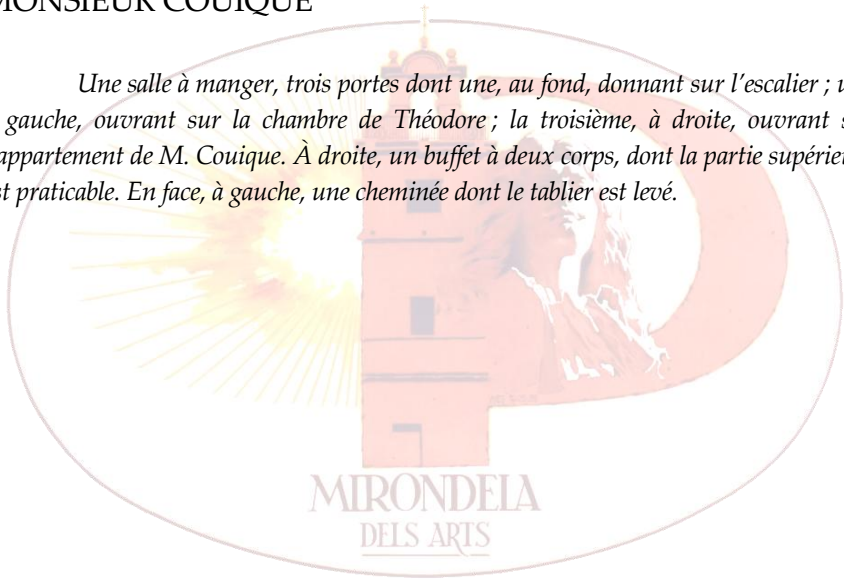 MONSIEUR COUIQUE
Une salle à manger, trois portes dont une, au fond, donnant sur l’escalier ;
gauche, ouvrant sur la chambre de Théodore ; la troisième, à droite, ouvrant
appartement de M. Couique. À droite, un buffet à deux corps, dont la partie
praticable. En face, à gauche, une cheminée dont le tablier est levé.
MIRONDELA
DELS ARTS